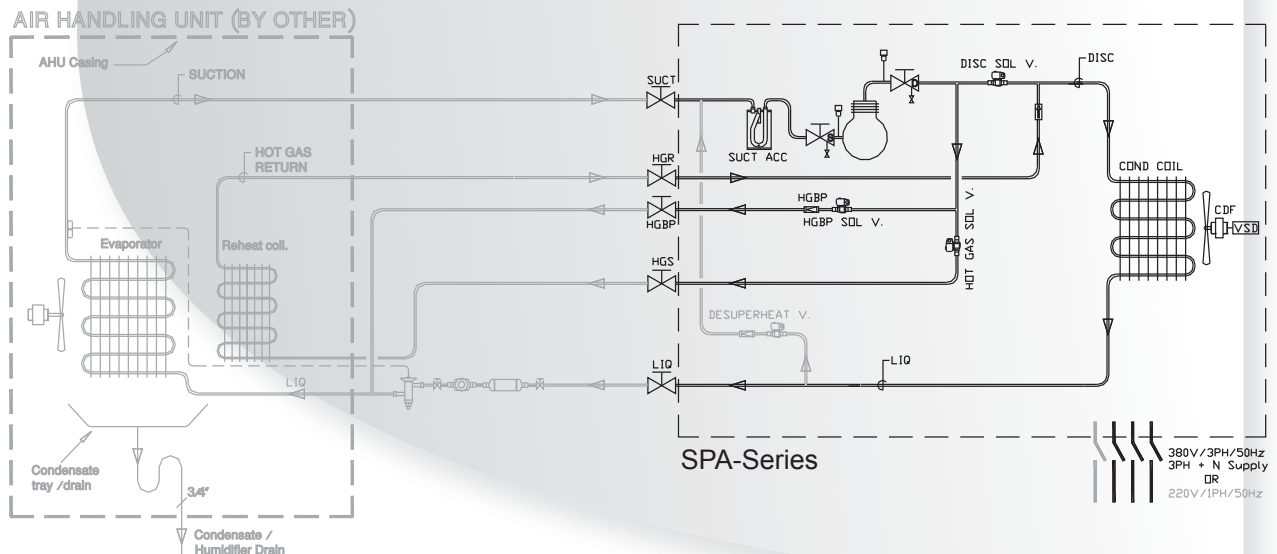 AIR HANDLING UNIT (BY OTHER)
AHU Casing
SUCTION
HOT GAS
RETURN
Evaporator
Reheat coil.
LIQ
Condensate
tray /drain
3/4"
Condensate /
Humidifier Drain
SUCT
HGR
HGBP
HGS
LIQ
SUCT ACC
DISC SOL V.
DISC
HGBP
HGBP SOL V.
HOT GAS SOL V.
COND COIL
CDF
VSD
DESUPERHEAT V.
LIQ
SPA-Series
380V/3PH/50Hz
3PH + N Supply
OR
220V/1PH/50Hz